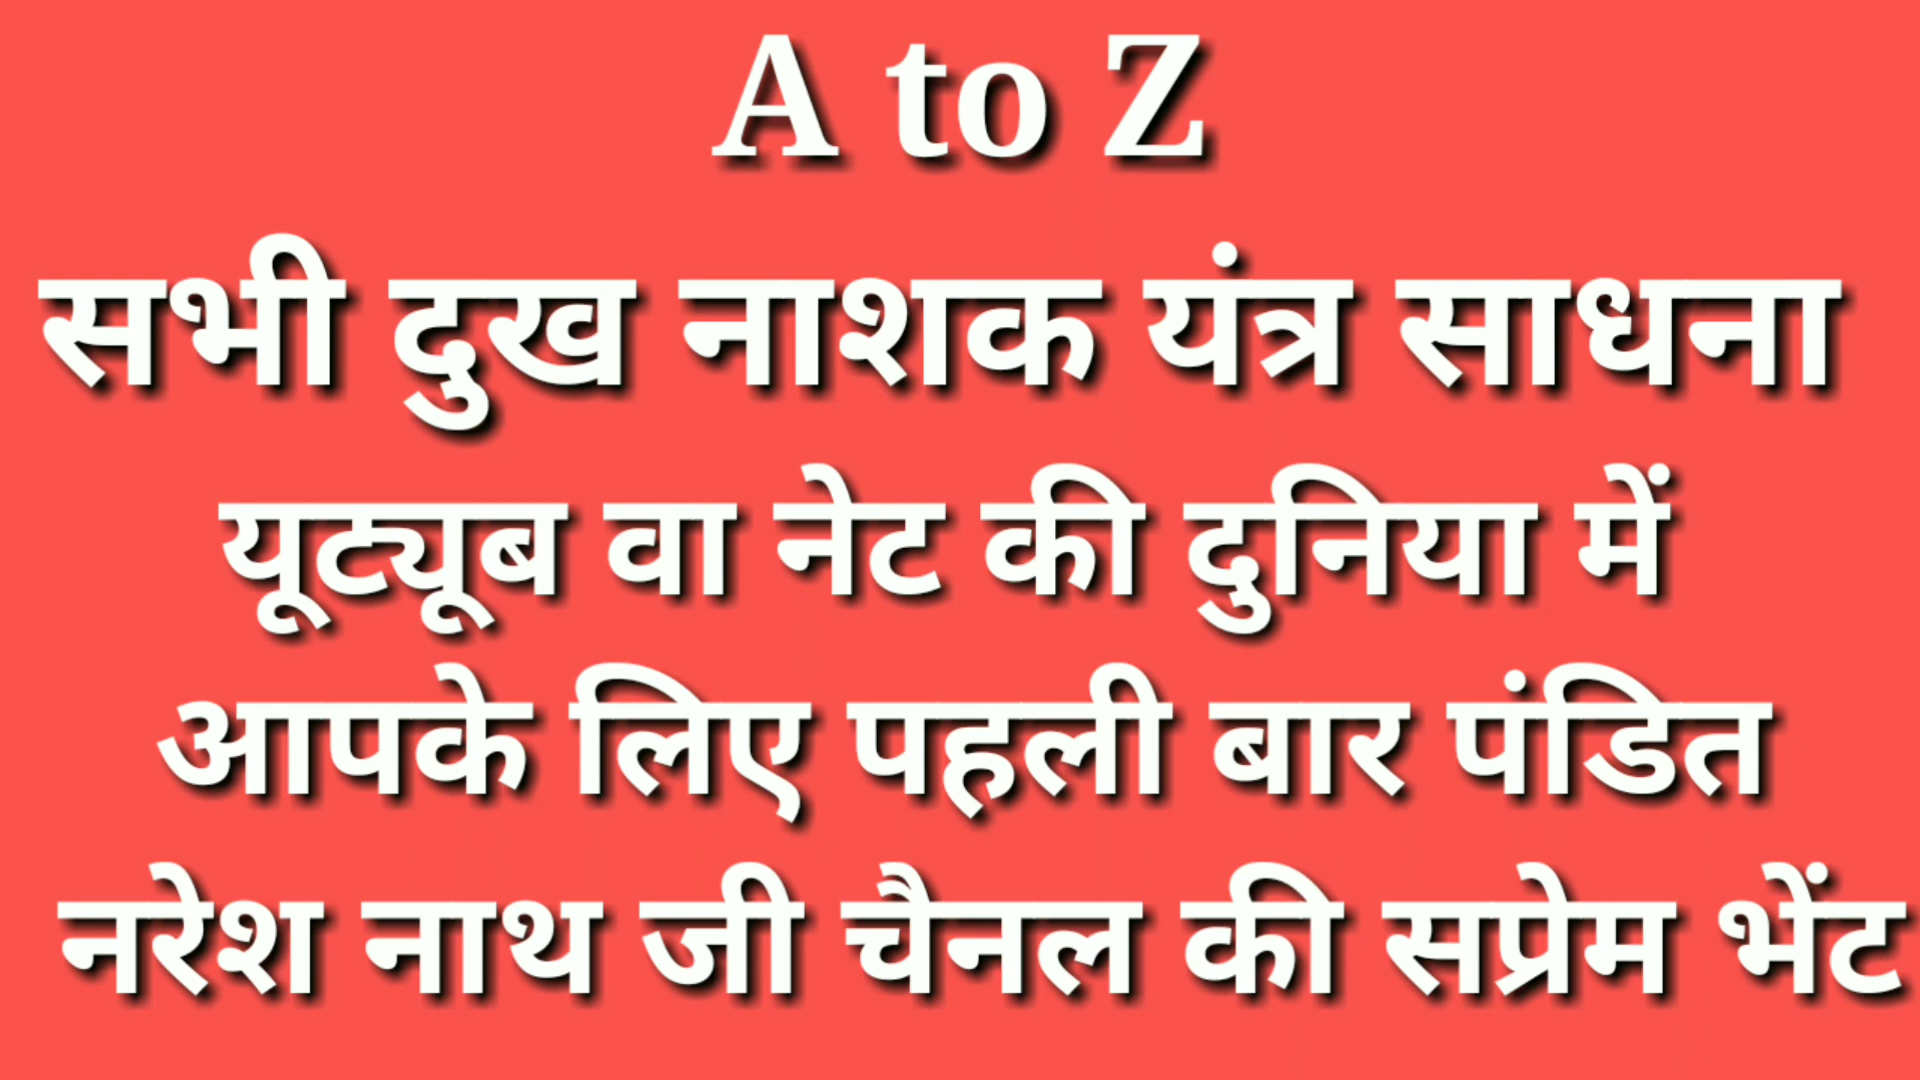 A to Z
सभी दुख नाशक यंत्र साधना
यूट्यूब वा नेट की दुनिया में
आपके लिए पहली बार पंडित
नरेश नाथ जी चैनल की सप्रेम भेंट